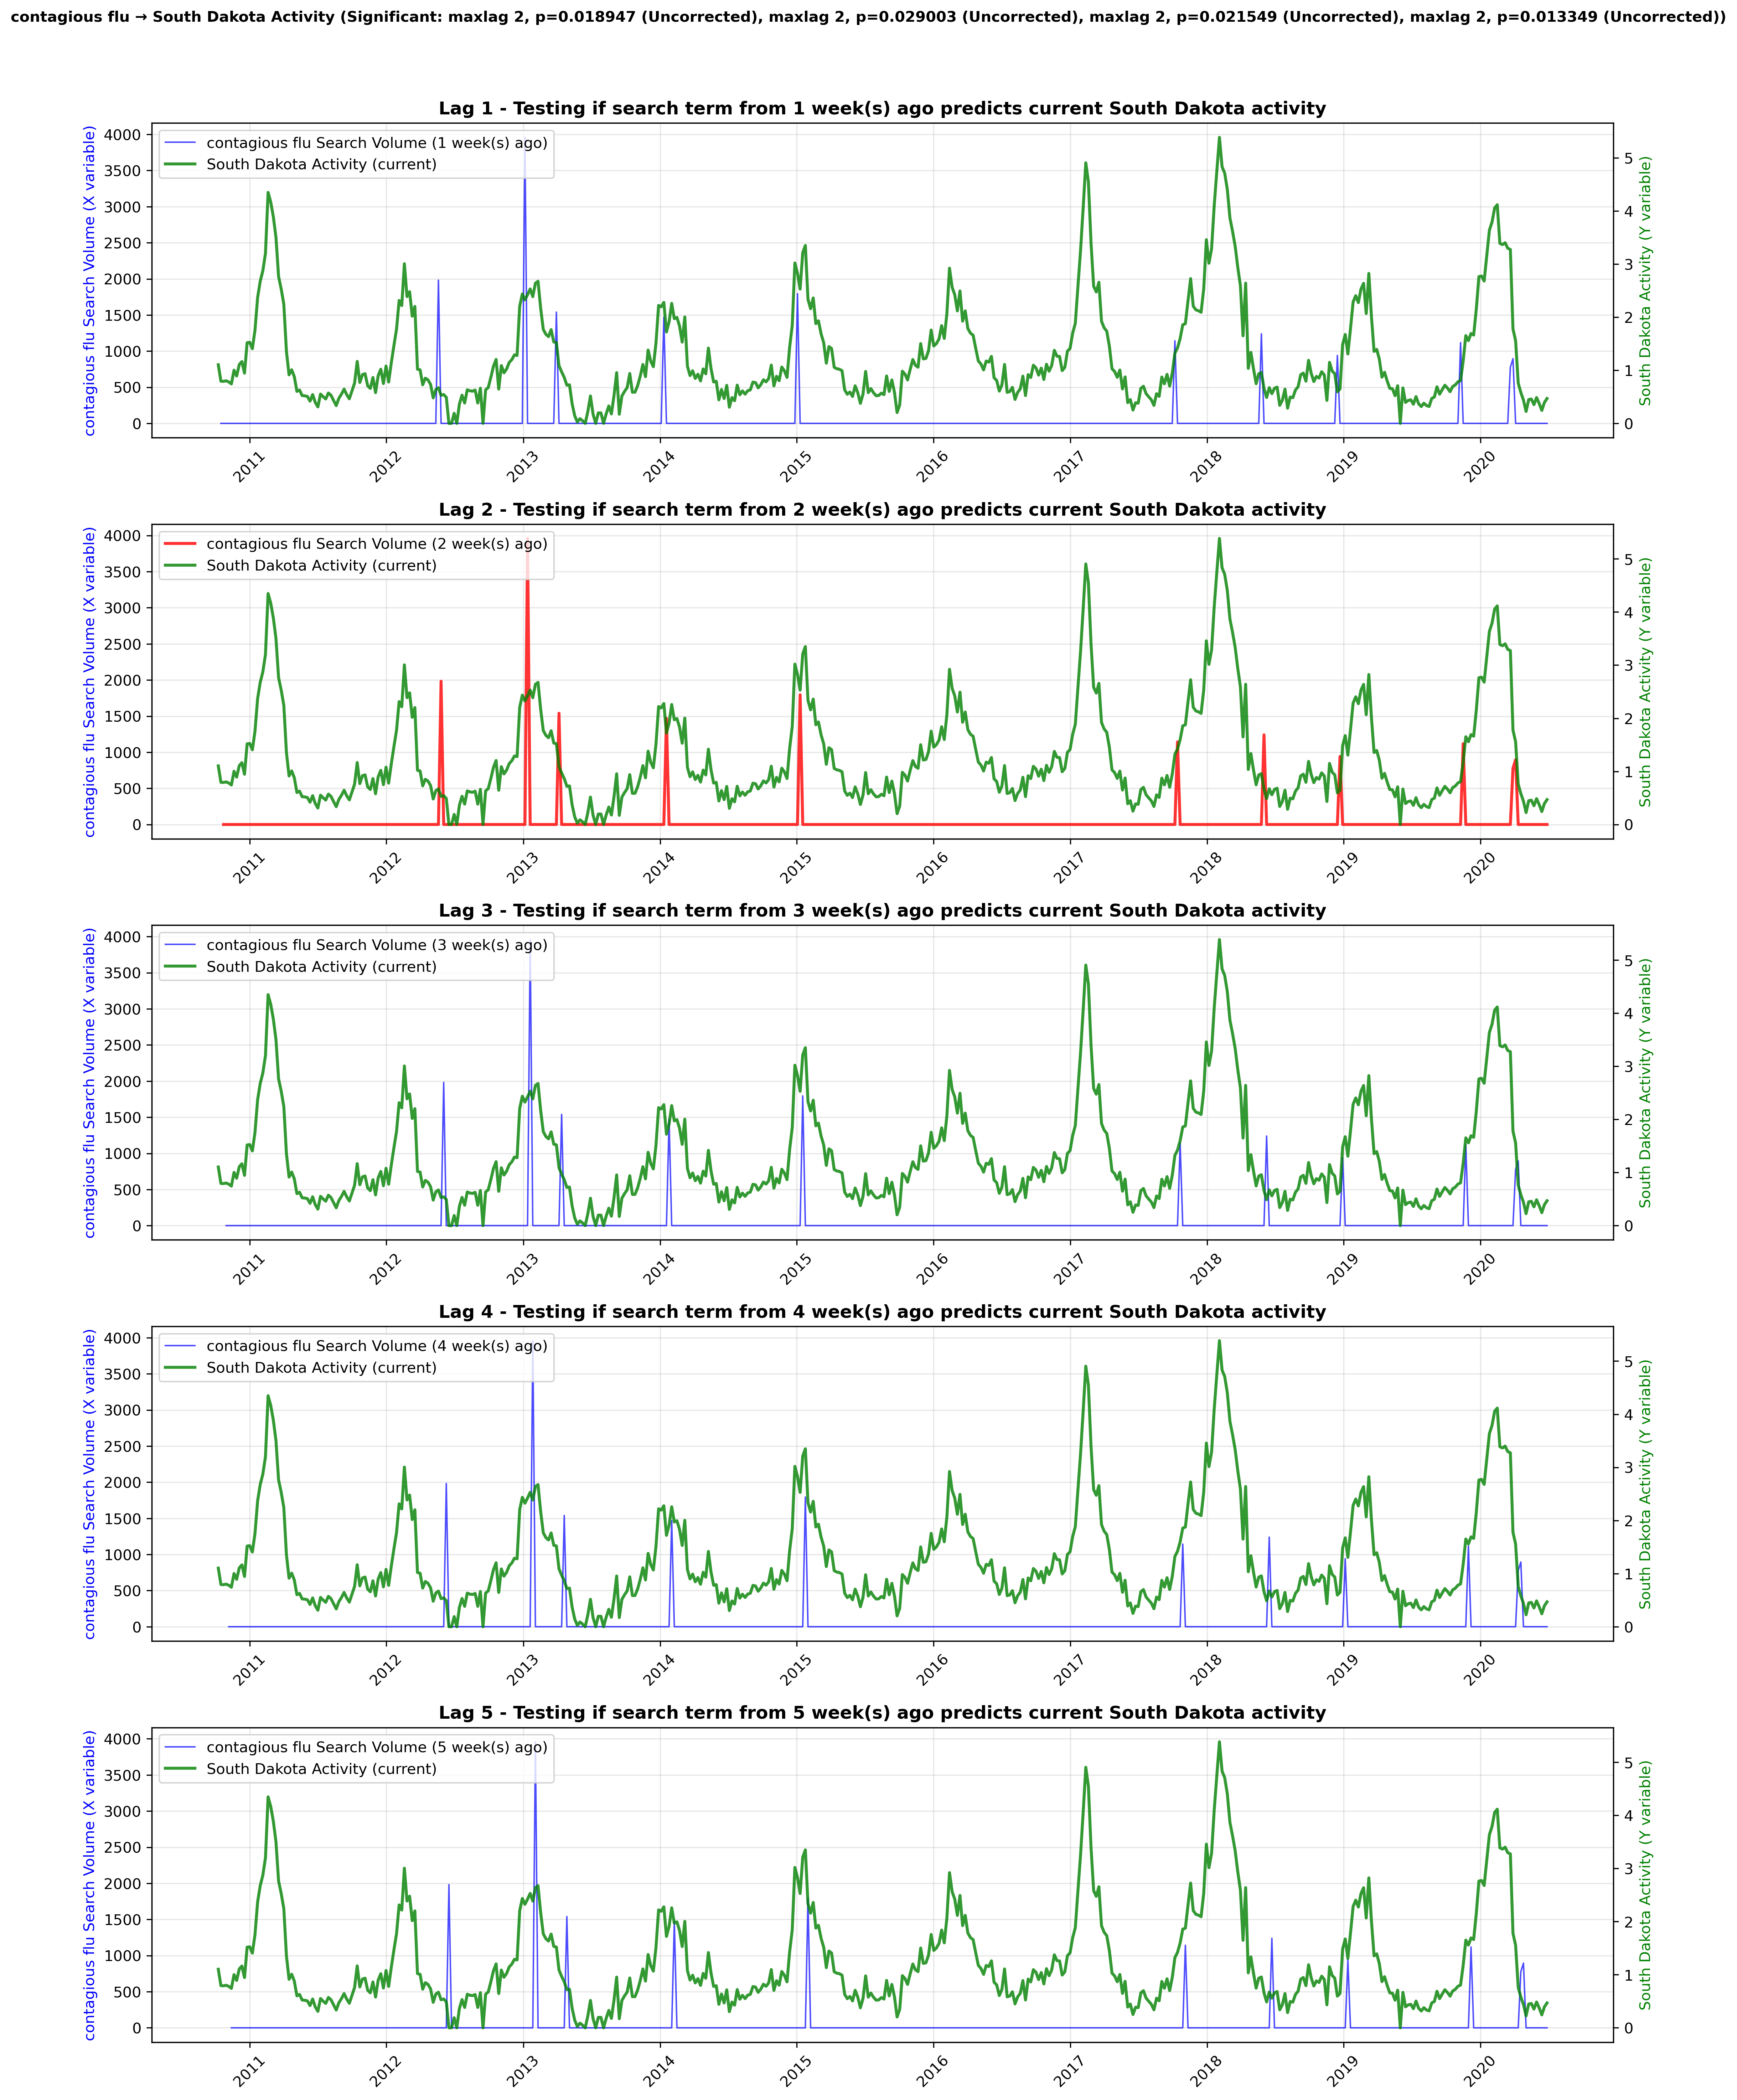 contagious flu → South Dakota Activity (Significant: maxlag 2, p=0.018947 (Uncorrected), maxlag 2, p=0.029003 (Uncorrected), maxlag 2, p=0.021549 (Uncorrected), maxlag 2, p=0.013349 (Uncorrected))
Lag 1 - Testing if search term from 1 week(s) ago predicts current South Dakota activity
contagious flu Search Volume (1 week(s) ago)
South Dakota Activity (current)
contagious flu Search Volume (X variable)
4000
3500
3000
2500
2000
1500
1000
500
0
5
4
3
2
1
0
South Dakota Activity (Y variable)
2011 2012 2013 2014 2015 2016 2017 2018 2019 2020
Lag 2 - Testing if search term from 2 week(s) ago predicts current South Dakota activity
contagious flu Search Volume (2 week(s) ago)
South Dakota Activity (current)
contagious flu Search Volume (X variable)
4000
3500
3000
2500
2000
1500
1000
500
0
5
4
3
2
1
0
South Dakota Activity (Y variable)
2011 2012 2013 2014 2015 2016 2017 2018 2019 2020
Lag 3 - Testing if search term from 3 week(s) ago predicts current South Dakota activity
contagious flu Search Volume (3 week(s) ago)
South Dakota Activity (current)
contagious flu Search Volume (X variable)
4000
3500
3000
2500
2000
1500
1000
500
0
5
4
3
2
1
0
South Dakota Activity (Y variable)
2011 2012 2013 2014 2015 2016 2017 2018 2019 2020
Lag 4 - Testing if search term from 4 week(s) ago predicts current South Dakota activity
contagious flu Search Volume (4 week(s) ago)
South Dakota Activity (current)
contagious flu Search Volume (X variable)
4000
3500
3000
2500
2000
1500
1000
500
0
5
4
3
2
1
0
South Dakota Activity (Y variable)
2011 2012 2013 2014 2015 2016 2017 2018 2019 2020
Lag 5 - Testing if search term from 5 week(s) ago predicts current South Dakota activity
contagious flu Search Volume (5 week(s) ago)
South Dakota Activity (current)
contagious flu Search Volume (X variable)
4000
3500
3000
2500
2000
1500
1000
500
0
5
4
3
2
1
0
South Dakota Activity (Y variable)
2011 2012 2013 2014 2015 2016 2017 2018 2019 2020